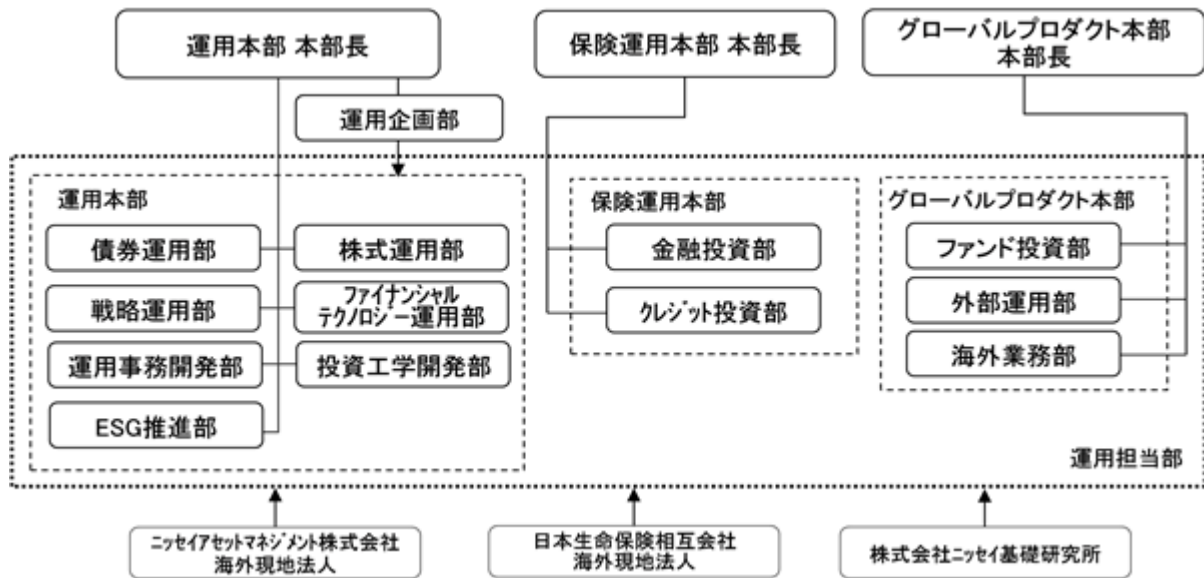 運用本部 本部長
保険運用本部 本部長
グローバルプロダクト本部
本部長
運用企画部
運用本部
債券運用部
株式運用部
戦略運用部
ファイナンシャル
テクノロジー運用部
運用事務開発部
投資工学開発部
ESG推進部
保険運用本部
金融投資部
クレジット投資部
グローバルプロダクト本部
ファンド投資部
外部運用部
海外業務部
運用担当部
ニッセイアセットマネジメント株式会社
海外現地法人
日本生命保険相互会社
海外現地法人
株式会社ニッセイ基礎研究所